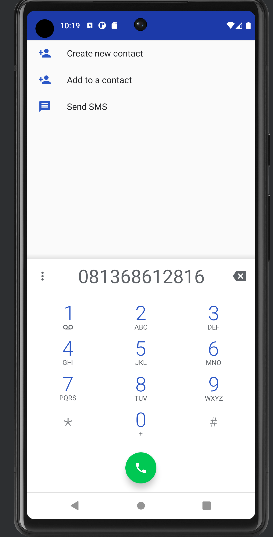 10:19
Create new contact
Add to a contact
Send SMS
081368612816
1 2 3
ABC DEF
4 5 6
GHI JKL MNO
7 8 9
PQRS TUV WXYZ
* 0 #
+